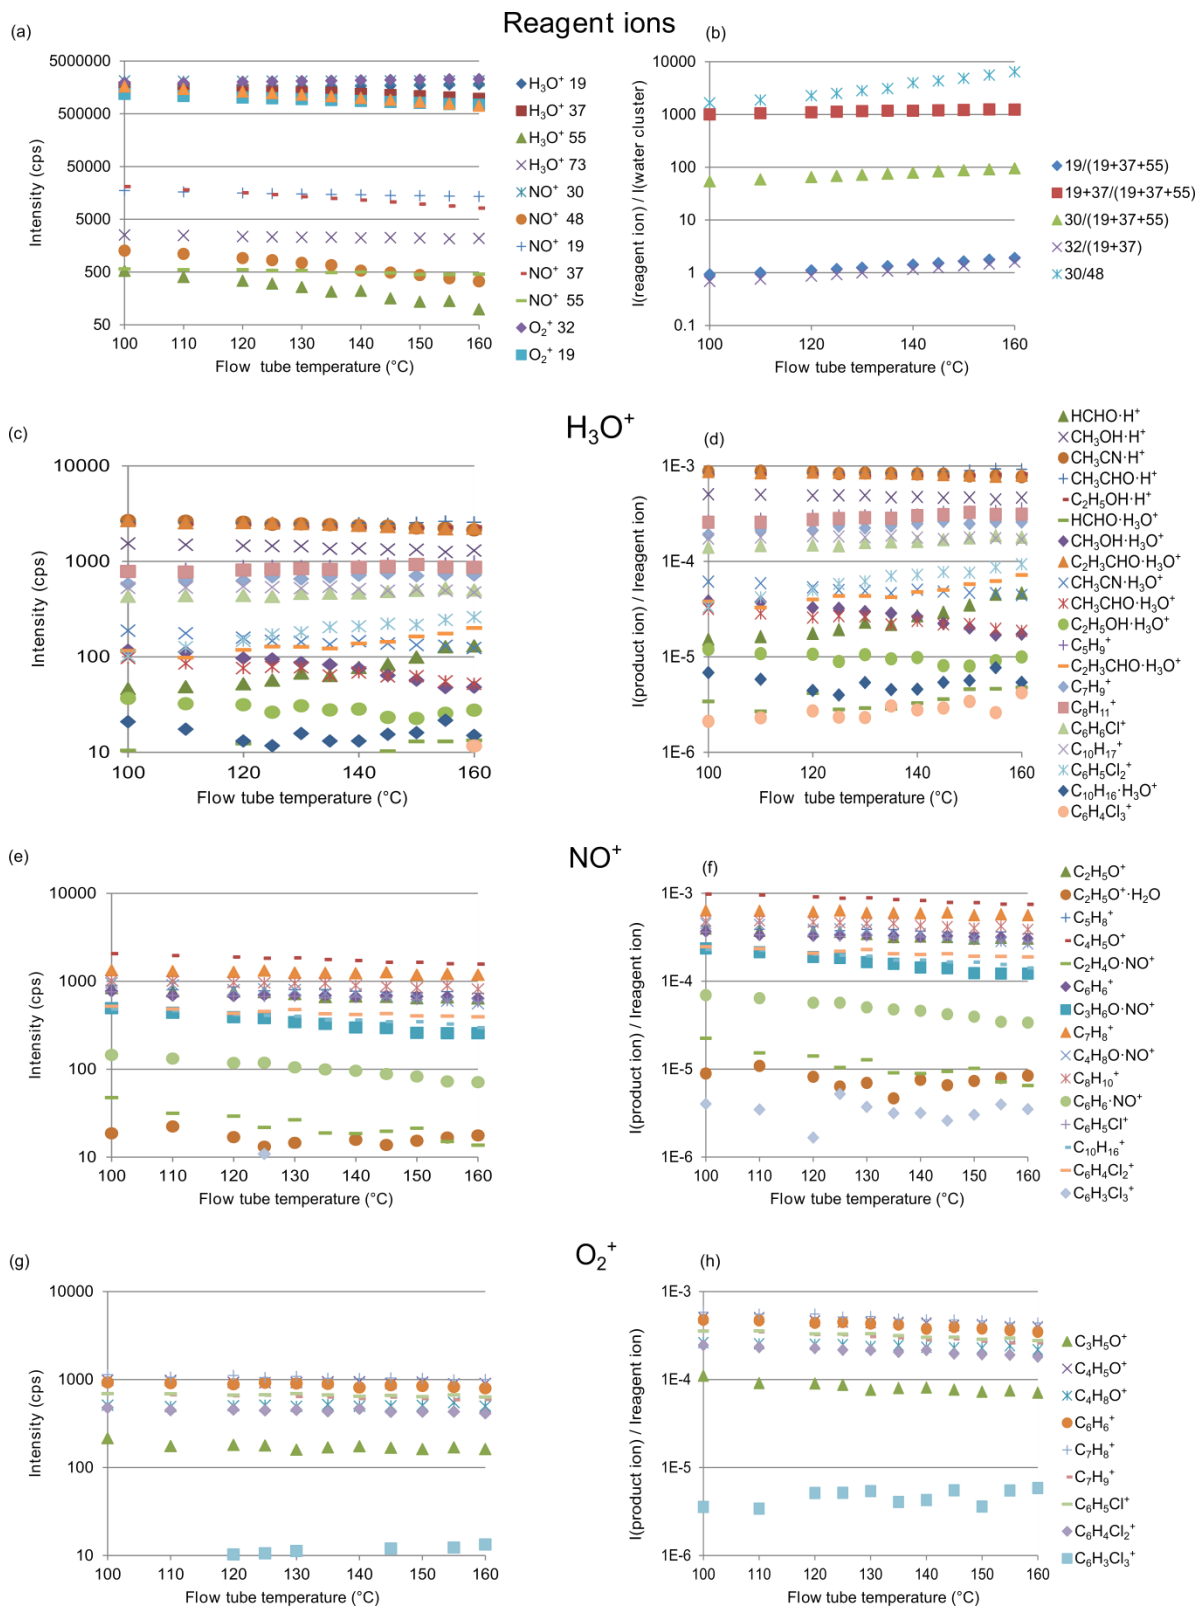 Reagent ions
(a)
5000000
500000
50000
5000
500
50
Intensity (cps)
100 110 120 130 140 150 160
Flow tube temperature (°C)
H₃O⁺ 19
H₃O⁺ 37
H₃O⁺ 55
H₃O⁺ 73
NO⁺ 30
NO⁺ 48
NO⁺ 19
NO⁺ 37
NO⁺ 55
O₂⁺ 32
O₂⁺ 19
(b)
10000
1000
100
10
1
0.1
I(reagent ion) / I(water cluster)
100 110 120 130 140 150 160
Flow tube temperature (°C)
19/(19+37+55)
19+37/(19+37+55)
30/(19+37+55)
32/(19+37)
30/48
H₃O⁺
(c)
10000
1000
100
10
Intensity (cps)
100 110 120 130 140 150 160
Flow tube temperature (°C)
(d)
1E-3
1E-4
1E-5
1E-6
I(product ion) / Ireagent ion)
100 110 120 130 140 150 160
Flow tube temperature (°C)
HCHO·H⁺
CH₃OH·H⁺
CH₃CN·H⁺
CH₃CHO·H⁺
C₂H₅OH·H⁺
HCHO·H₃O⁺
CH₃OH·H₃O⁺
C₂H₃CHO·H₃O⁺
CH₃CN·H₃O⁺
CH₃CHO·H₃O⁺
C₂H₅OH·H₃O⁺
C₅H₉⁺
C₂H₃CHO·H₃O⁺
C₇H₉⁺
C₈H₁₁⁺
C₆H₆Cl⁺
C₁₀H₁₇⁺
C₆H₅Cl₂⁺
C₁₀H₁₆·H₃O⁺
C₆H₄Cl₃⁺
NO⁺
(e)
10000
1000
100
10
Intensity (cps)
100 110 120 130 140 150 160
Flow tube temperature (°C)
(f)
1E-3
1E-4
1E-5
1E-6
I(product ion) / Ireagent ion)
100 110 120 130 140 150 160
Flow tube temperature (°C)
C₂H₅O⁺
C₂H₅O⁺·H₂O
C₅H₈⁺
C₄H₅O⁺
C₂H₄O·NO⁺
C₆H₆⁺
C₃H₆O·NO⁺
C₇H₈⁺
C₄H₈O·NO⁺
C₈H₁₀⁺
C₆H₆·NO⁺
C₆H₅Cl⁺
C₁₀H₁₆⁺
C₆H₄Cl₂⁺
C₆H₃Cl₃⁺
O₂⁺
(g)
10000
1000
100
10
Intensity (cps)
100 110 120 130 140 150 160
Flow tube temperature (°C)
(h)
1E-3
1E-4
1E-5
1E-6
I(product ion) / Ireagent ion)
100 110 120 130 140 150 160
Flow tube temperature (°C)
C₃H₅O⁺
C₄H₅O⁺
C₄H₈O⁺
C₆H₆⁺
C₇H₈⁺
C₇H₉⁺
C₆H₅Cl⁺
C₆H₄Cl₂⁺
C₆H₃Cl₃⁺